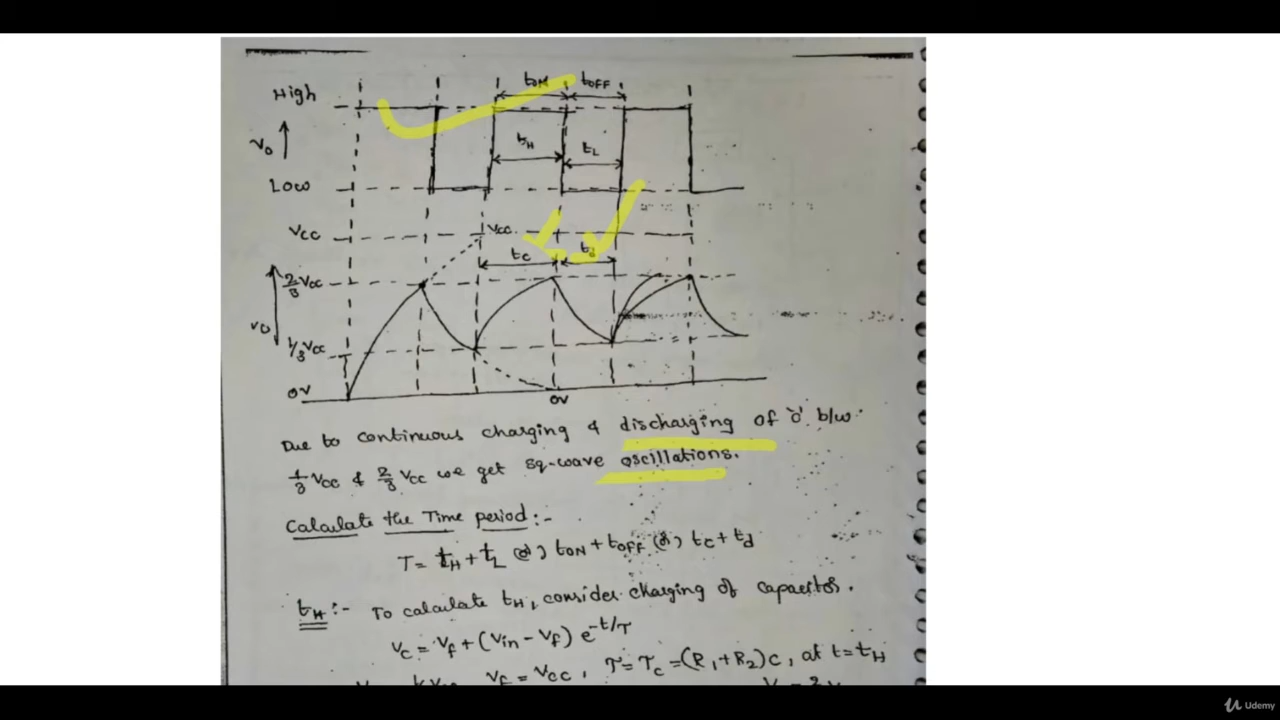 tON tOFF
High
V0
tH tL
Low
VCC VCC
tC td
2/3 VCC
V0
1/3 VCC
0V
0V
Due to continuous charging & discharging of 'C' b/w
1/3 VCC & 2/3 VCC we get sq-wave oscillations.
Calculate the Time period:-
T = tH + tL (or) tON + tOFF (or) tC + td
tH :- To calculate tH, consider charging of capacitor.
VC = Vf + (Vin - Vf) e^-t/τ
Vf = VCC, τ = τC = (R1 + R2)C, at t = tH
Udemy